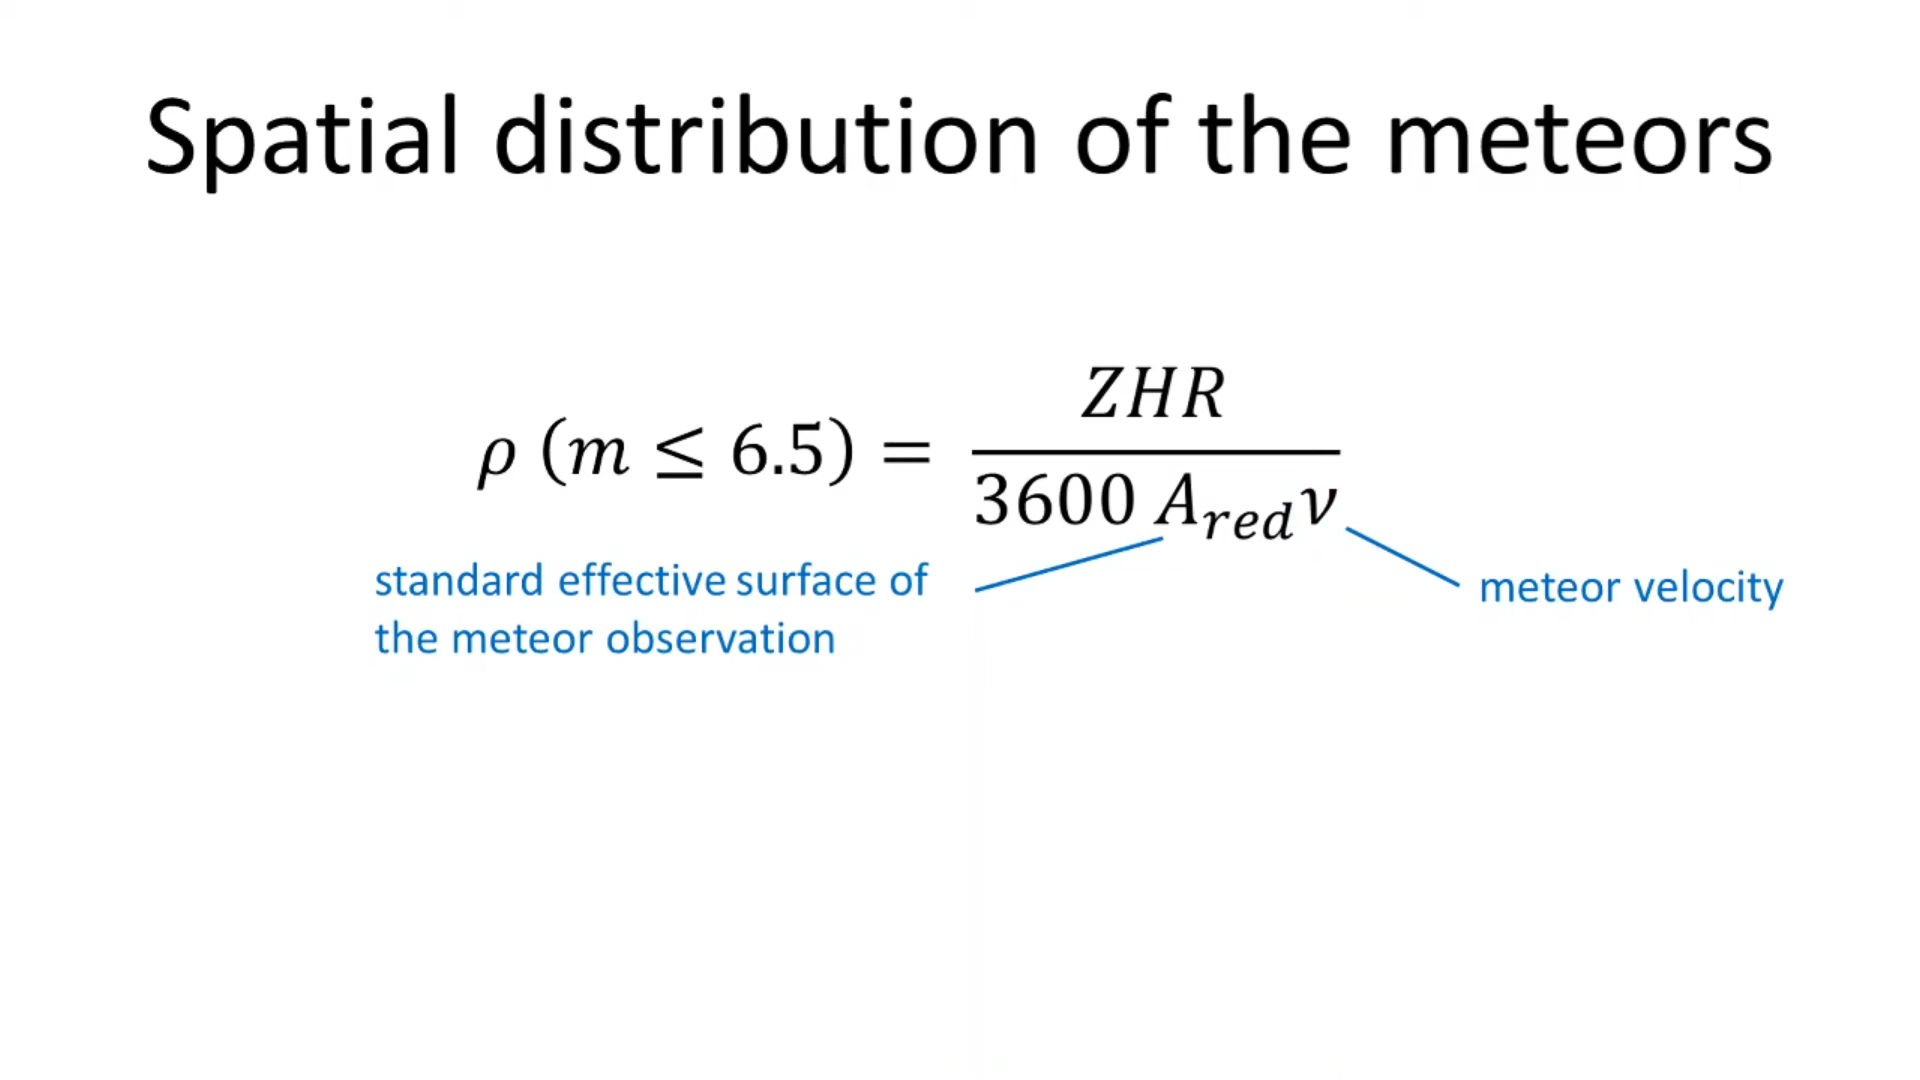 Spatial distribution of the meteors
ρ (m ≤ 6.5) =
ZHR
3600 A_red ν
standard effective surface of
the meteor observation
meteor velocity